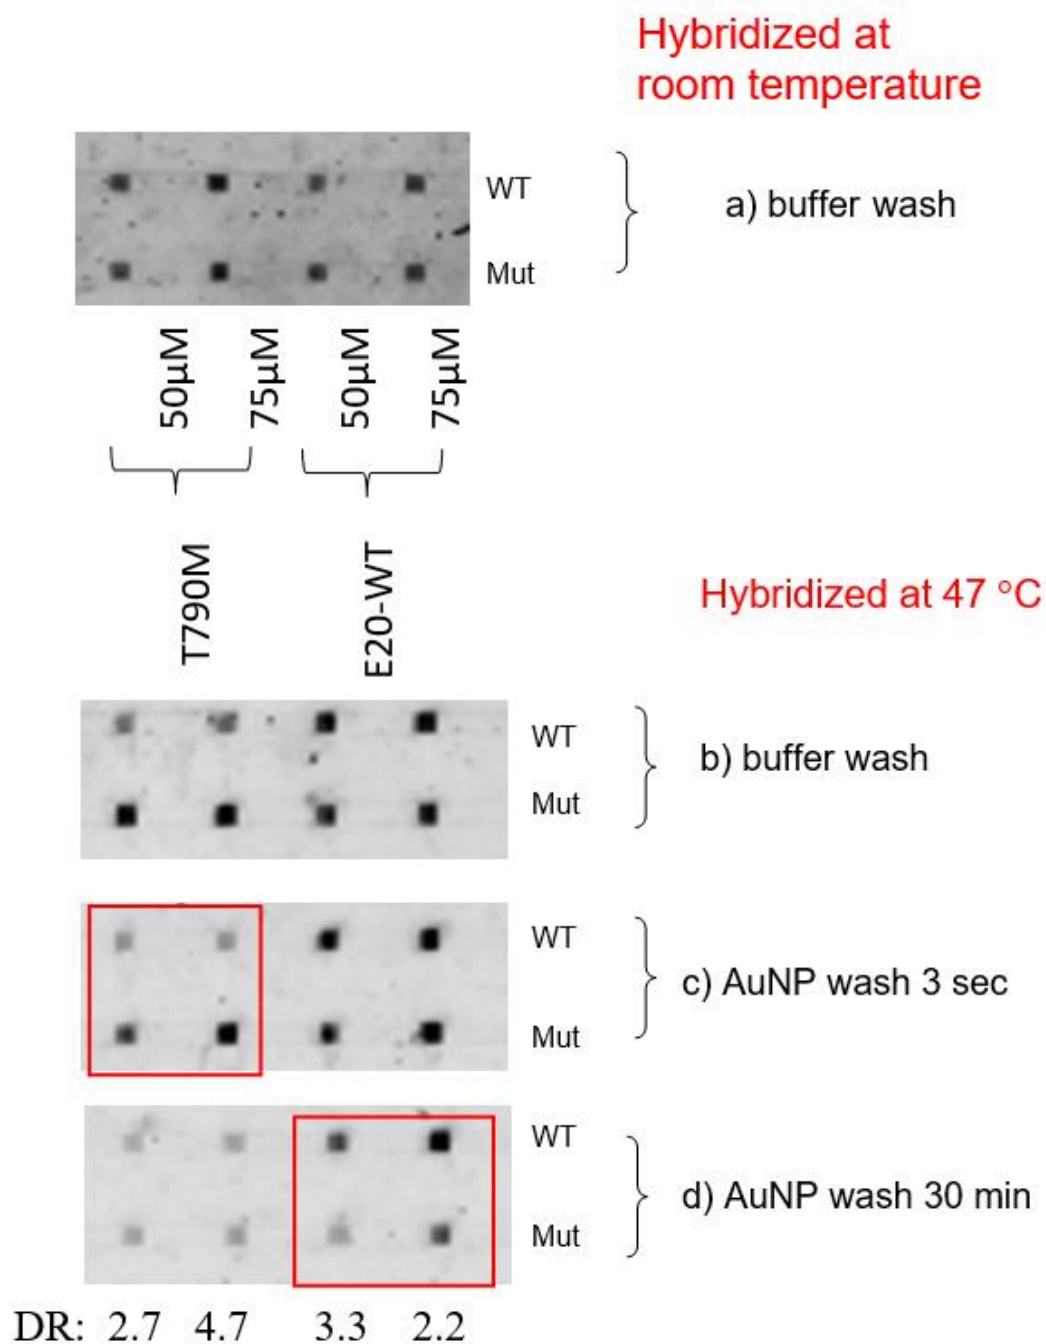 Hybridized at
room temperature
WT
a) buffer wash
Mut
50μM
75μM
50μM
75μM
T790M
E20-WT
Hybridized at 47 °C
WT
b) buffer wash
Mut
WT
c) AuNP wash 3 sec
Mut
WT
d) AuNP wash 30 min
Mut
DR: 2.7 4.7 3.3 2.2